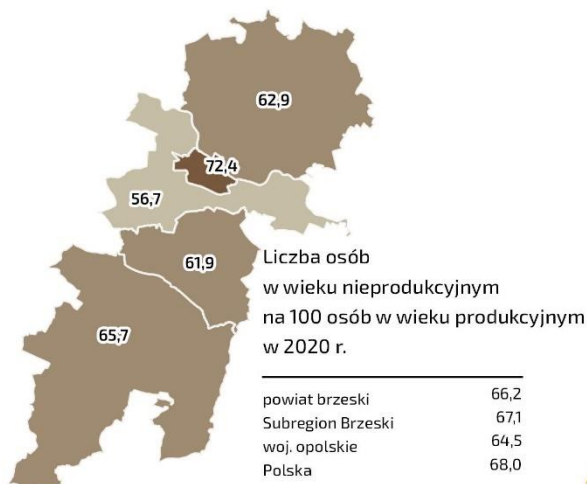 62,9
72,4
56,7
61,9
65,7
Liczba osób
w wieku nieprodukcyjnym
na 100 osób w wieku produkcyjnym
w 2020 r.
powiat brzeski 66,2
Subregion Brzeski 67,1
woj. opolskie 64,5
Polska 68,0